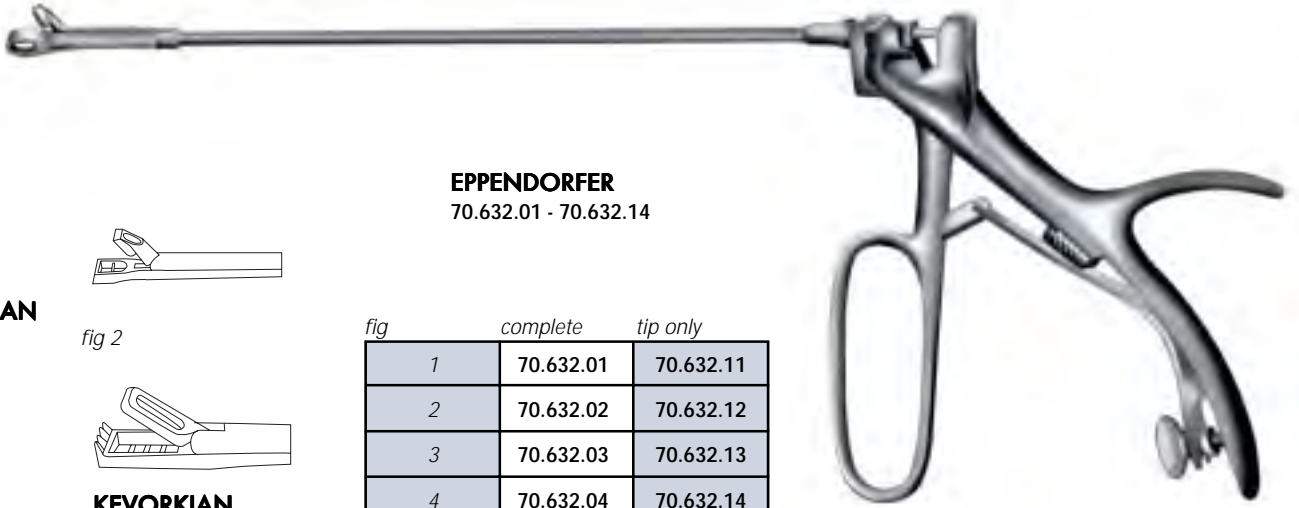 EPPENDORFER
70.632.01 - 70.632.14
AN
fig 2
KEVORKIAN
fig complete tip only
1 70.632.01 70.632.11
2 70.632.02 70.632.12
3 70.632.03 70.632.13
4 70.632.04 70.632.14